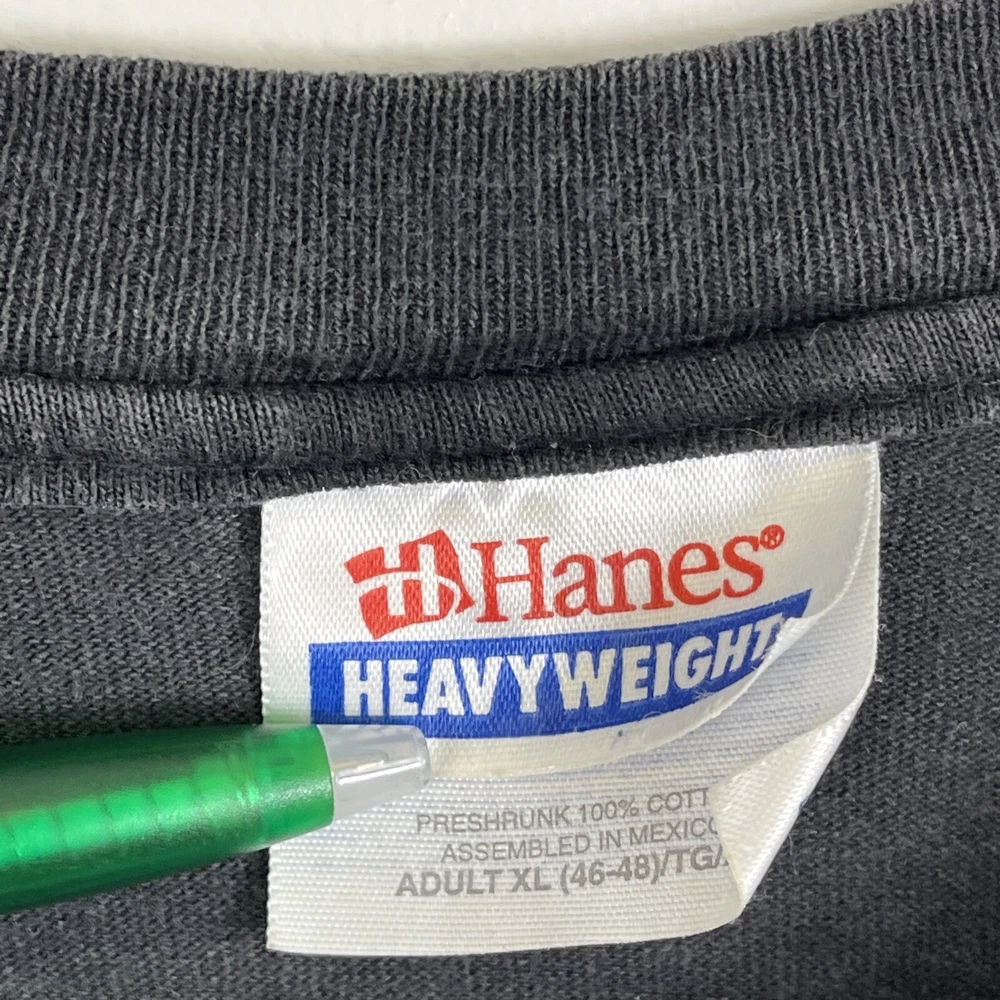 Hanes®
HEAVYWEIGHT
PRESHRUNK 100% COTT
ASSEMBLED IN MEXICO
ADULT XL (46-48)/TG/